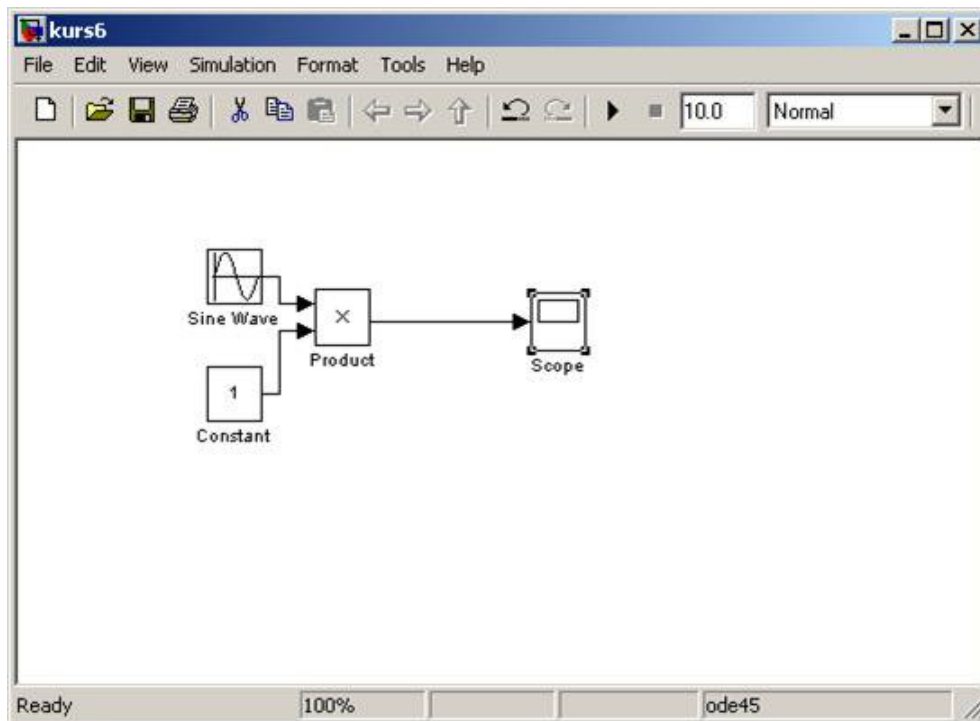 kurs6
File Edit View Simulation Format Tools Help
10.0 Normal
Sine Wave
×
Product
Scope
1
Constant
Ready 100% ode45